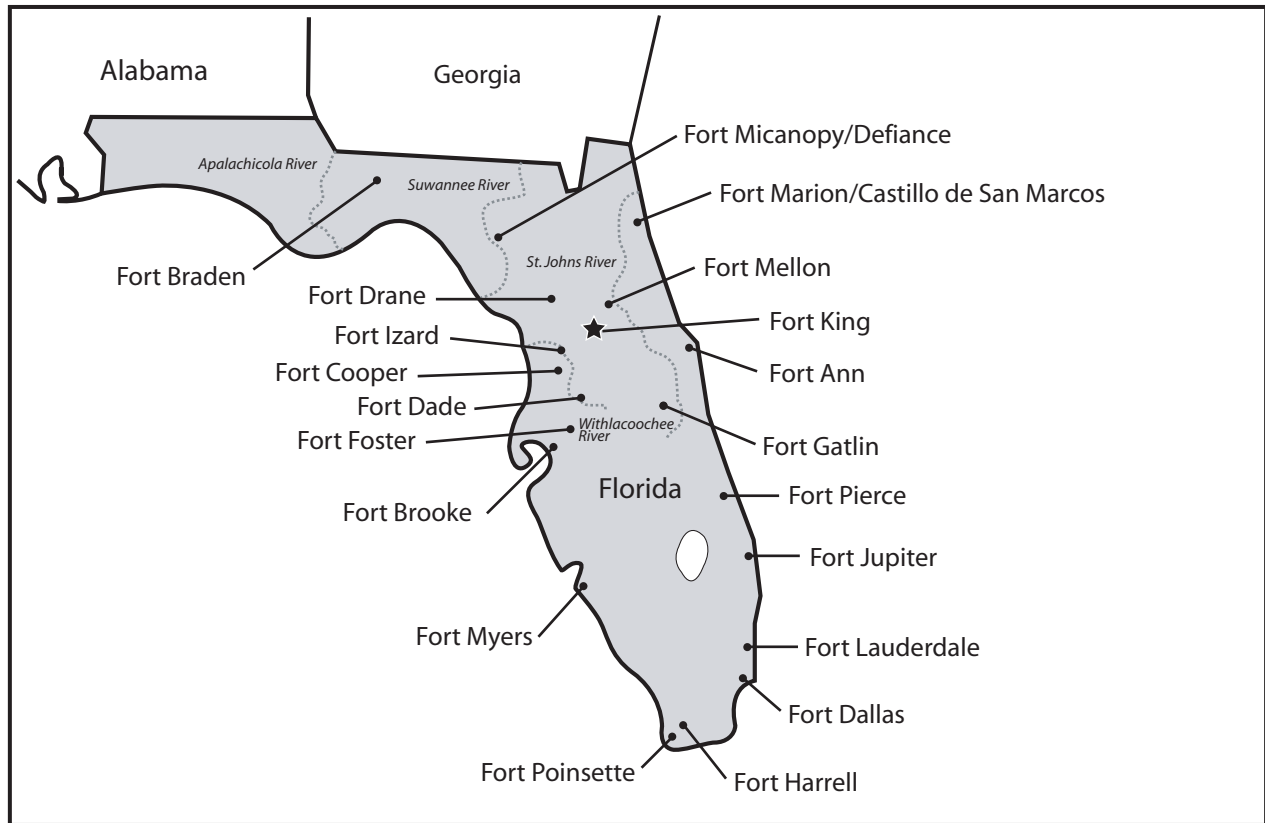 Alabama
Georgia
Fort Micanopy/Defiance
Apalachicola River
Suwannee River
Fort Marion/Castillo de San Marcos
Fort Braden
St. Johns River
Fort Mellon
Fort Drane
Fort King
Fort Izard
Fort Cooper
Fort Ann
Fort Dade
Fort Foster
Withlacoochee
River
Fort Gatlin
Florida
Fort Pierce
Fort Brooke
Fort Jupiter
Fort Myers
Fort Lauderdale
Fort Dallas
Fort Poinsette
Fort Harrell